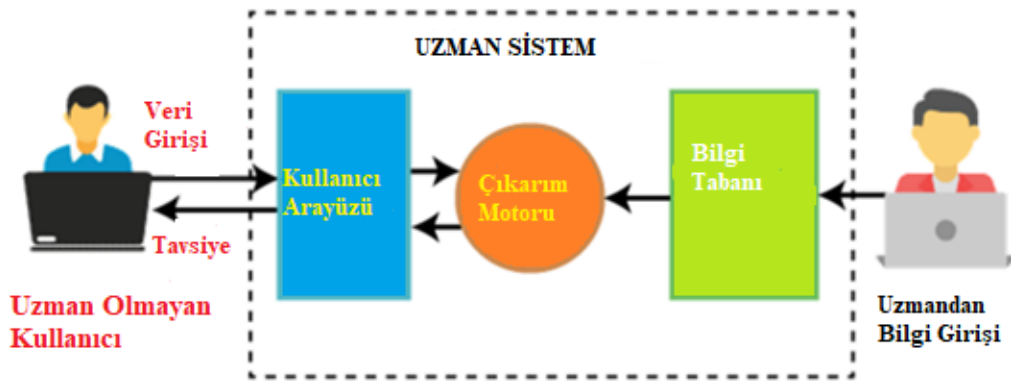 UZMAN SİSTEM
Veri
Girişi
Kullanıcı
Arayüzü
Çıkarım
Motoru
Bilgi
Tabanı
Tavsiye
Uzman Olmayan
Kullanıcı
Uzmandan
Bilgi Girişi